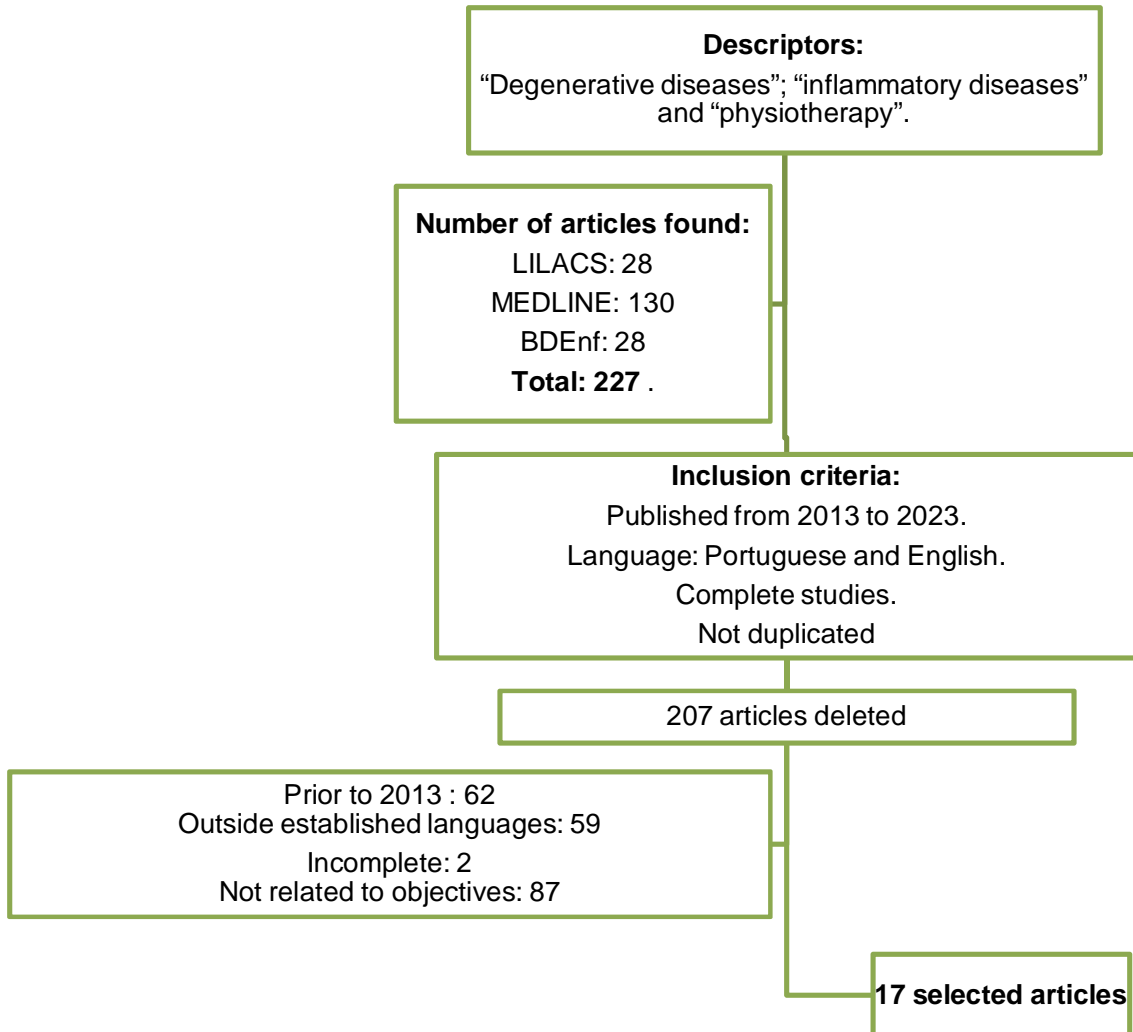 Descriptors:
“Degenerative diseases”; “inflammatory diseases”
and “physiotherapy”.
Number of articles found:
LILACS: 28
MEDLINE: 130
BDEnf: 28
Total: 227 .
Inclusion criteria:
Published from 2013 to 2023.
Language: Portuguese and English.
Complete studies.
Not duplicated
207 articles deleted
Prior to 2013 : 62
Outside established languages: 59
Incomplete: 2
Not related to objectives: 87
17 selected articles